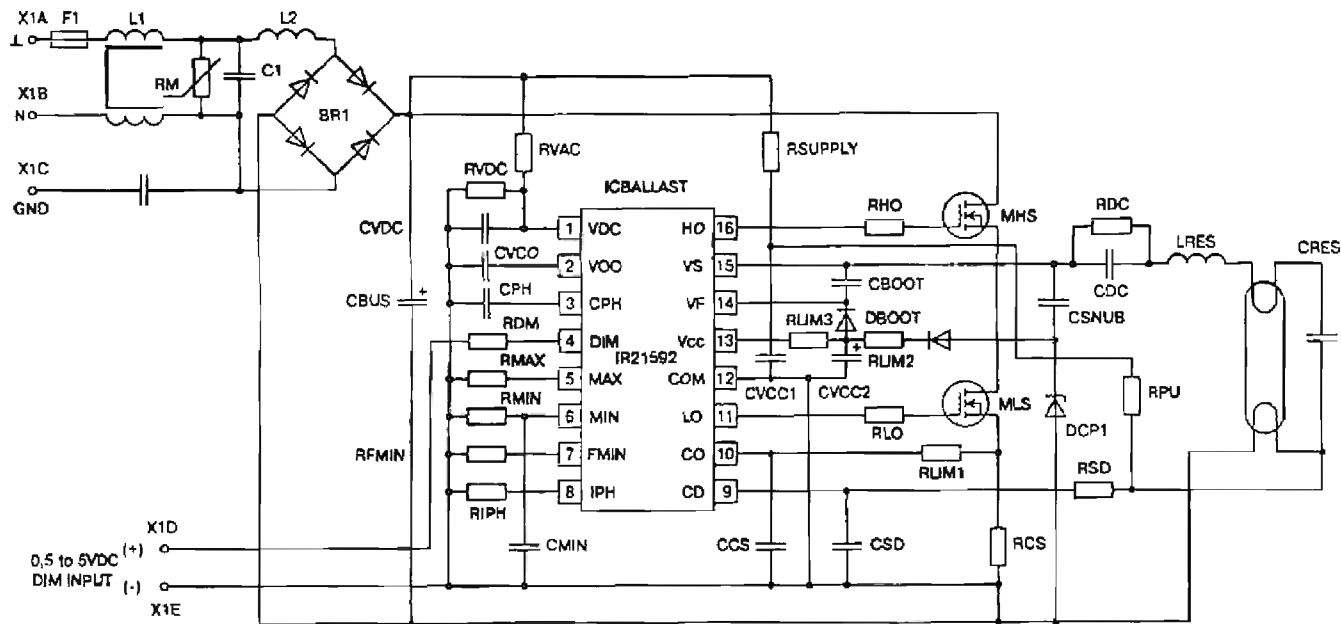 X1A
F1
L1
L2
⊥
RM
C1
X1B
N
BR1
X1C
GND
RVAC
RVDC
CVDC
CVCO
CPH
CBUS
+
RDM
RMAX
RMIN
RFMIN
RIPH
CMIN
X1D
(+)
0,5 to 5VDC
DIM INPUT
(-)
X1E
ICBALLAST
1 VDC HO 16
2 VOO VS 15
3 CPH VF 14
4 DIM Vcc 13
IR21592
5 MAX COM 12
6 MIN LO 11
7 FMIN CO 10
8 IPH CD 9
RSUPPLY
RHO
MHS
RDC
LRES
CRES
CBOOT
CDC
CSNUB
RLIM3
DBOOT
+
RLIM2
CVCC1
CVCC2
RLO
MLS
DCP1
RPU
RLIM1
RSD
CCS
CSD
RCS